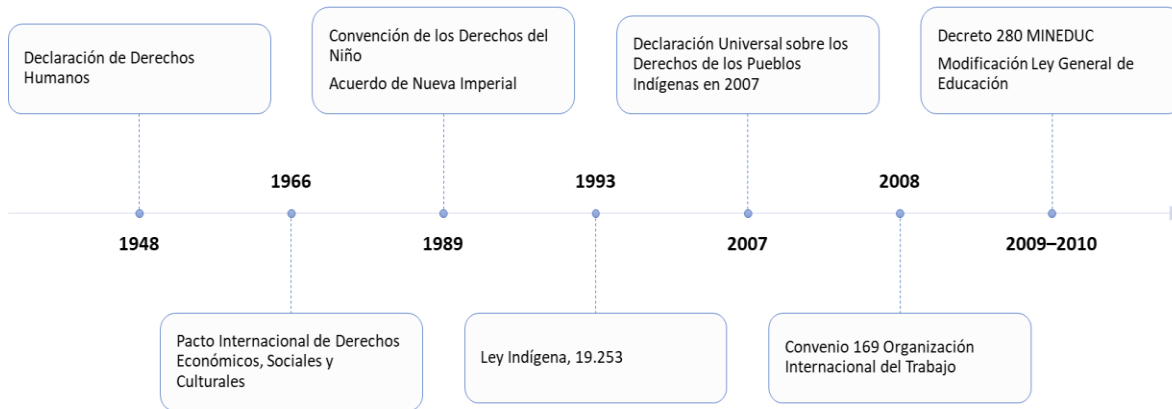 Declaración de Derechos
Humanos
Convención de los Derechos del
Niño
Acuerdo de Nueva Imperial
Declaración Universal sobre los
Derechos de los Pueblos
Indígenas en 2007
Decreto 280 MINEDUC
Modificación Ley General de
Educación
1966
1993
2008
1948
1989
2007
2009–2010
Pacto Internacional de Derechos
Económicos, Sociales y
Culturales
Ley Indígena, 19.253
Convenio 169 Organización
Internacional del Trabajo